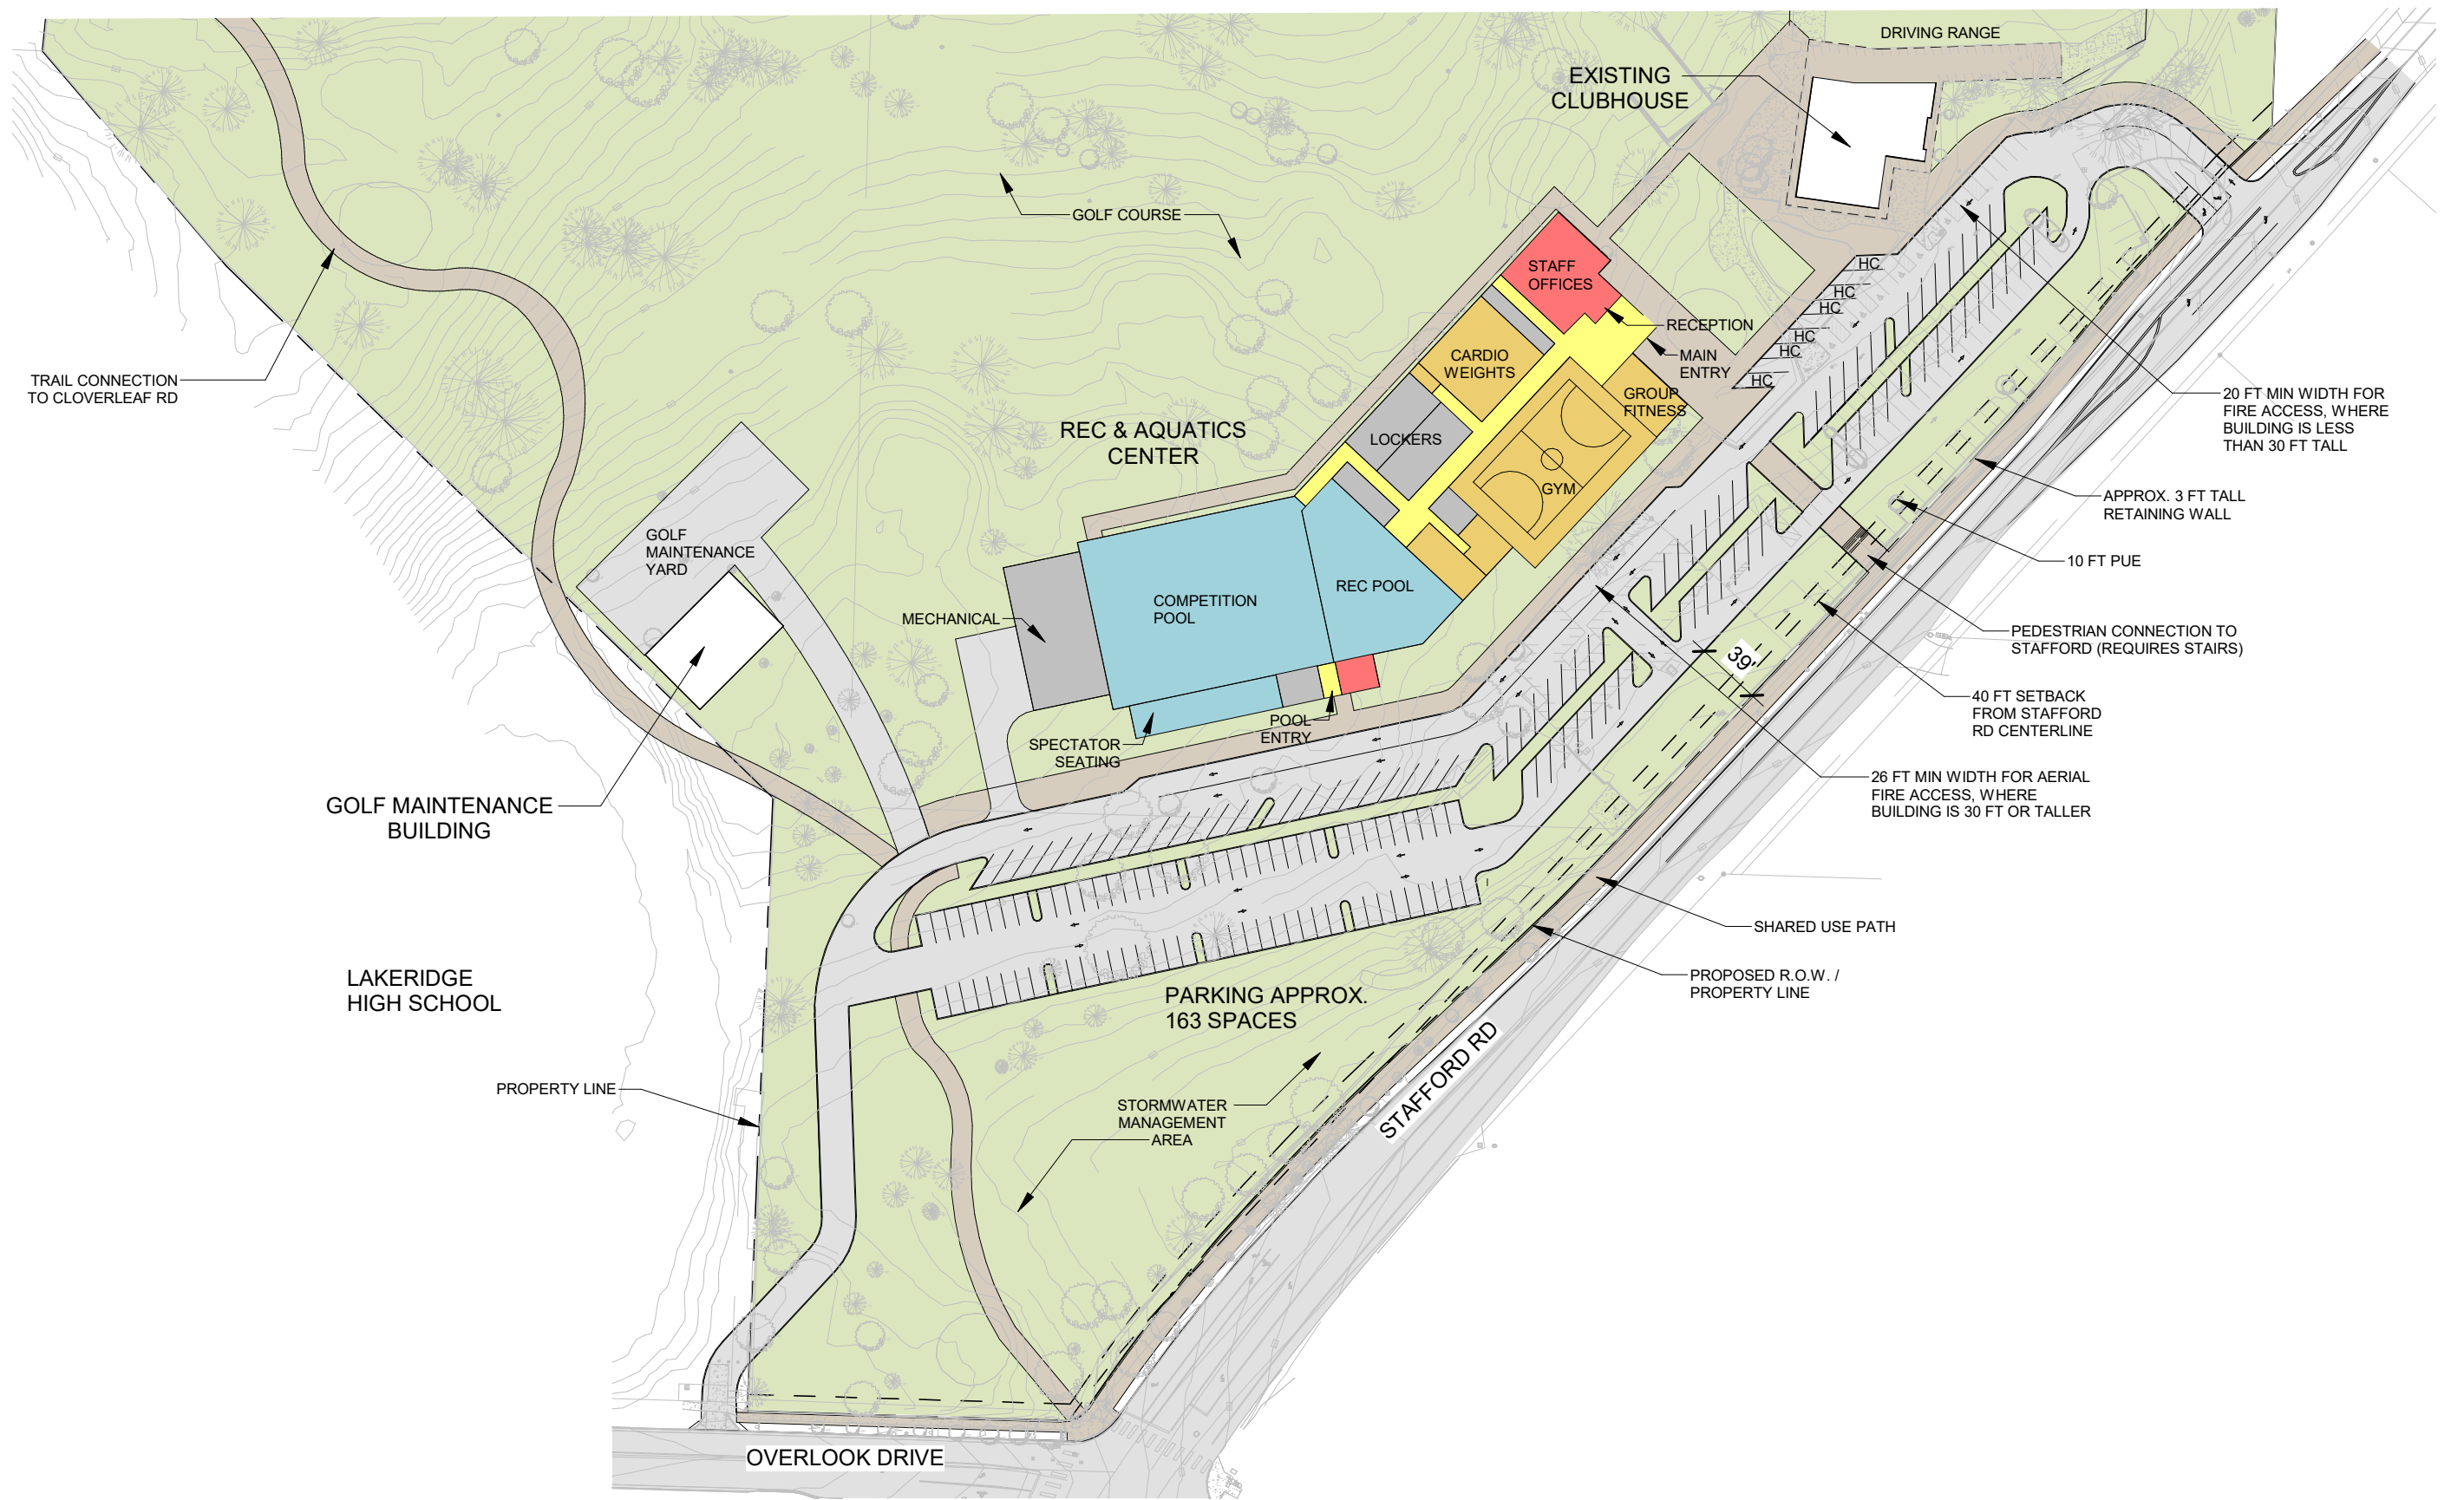 DRIVING RANGE
EXISTING
CLUBHOUSE
GOLF COURSE
STAFF
OFFICES
HC
HC
HC
HC
HC
HC
RECEPTION
MAIN
ENTRY
CARDIO
WEIGHTS
GROUP
FITNESS
TRAIL CONNECTION
TO CLOVERLEAF RD
20 FT MIN WIDTH FOR
FIRE ACCESS, WHERE
BUILDING IS LESS
THAN 30 FT TALL
REC & AQUATICS
CENTER
LOCKERS
GYM
APPROX. 3 FT TALL
RETAINING WALL
GOLF
MAINTENANCE
YARD
10 FT PUE
REC POOL
COMPETITION
POOL
MECHANICAL
PEDESTRIAN CONNECTION TO
STAFFORD (REQUIRES STAIRS)
39'
40 FT SETBACK
FROM STAFFORD
RD CENTERLINE
POOL
ENTRY
SPECTATOR
SEATING
26 FT MIN WIDTH FOR AERIAL
FIRE ACCESS, WHERE
BUILDING IS 30 FT OR TALLER
GOLF MAINTENANCE
BUILDING
SHARED USE PATH
LAKERIDGE
HIGH SCHOOL
PROPOSED R.O.W. /
PROPERTY LINE
PARKING APPROX.
163 SPACES
STAFFORD RD
PROPERTY LINE
STORMWATER
MANAGEMENT
AREA
OVERLOOK DRIVE